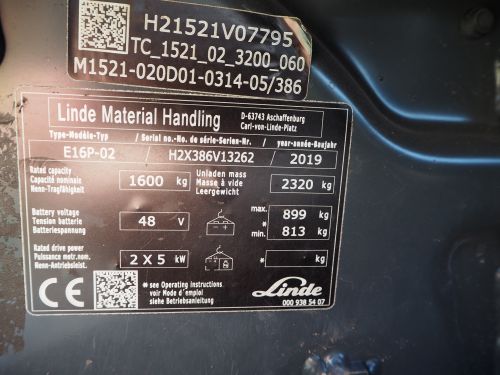 H21521V07795
TC_1521_02_3200_060
M1521-020D01-0314-05/386
Linde Material Handling
D-63743 Aschaffenburg
Carl-von-Linde-Platz
Type-Modèle-Typ / Serial no.-No. de série-Serien-Nr. / year-année-Baujahr
E16P-02 / H2X386V13262 / 2019
Rated capacity
Capacité nominale
Nenn-Tragfähigkeit
1600 kg
Unladen mass
Masse à vide
Leergewicht
2320 kg
Battery voltage
Tension batterie
Batteriespannung
48 V
max. 899 kg
*
min. 813 kg
Rated drive power
Puissance motr.nom.
Nenn-Antriebsleist.
2 X 5 kW
* kg
CE
* see Operating instructions
voir Mode d'emploi
siehe Betriebsanleitung
Linde
000 938 54 07